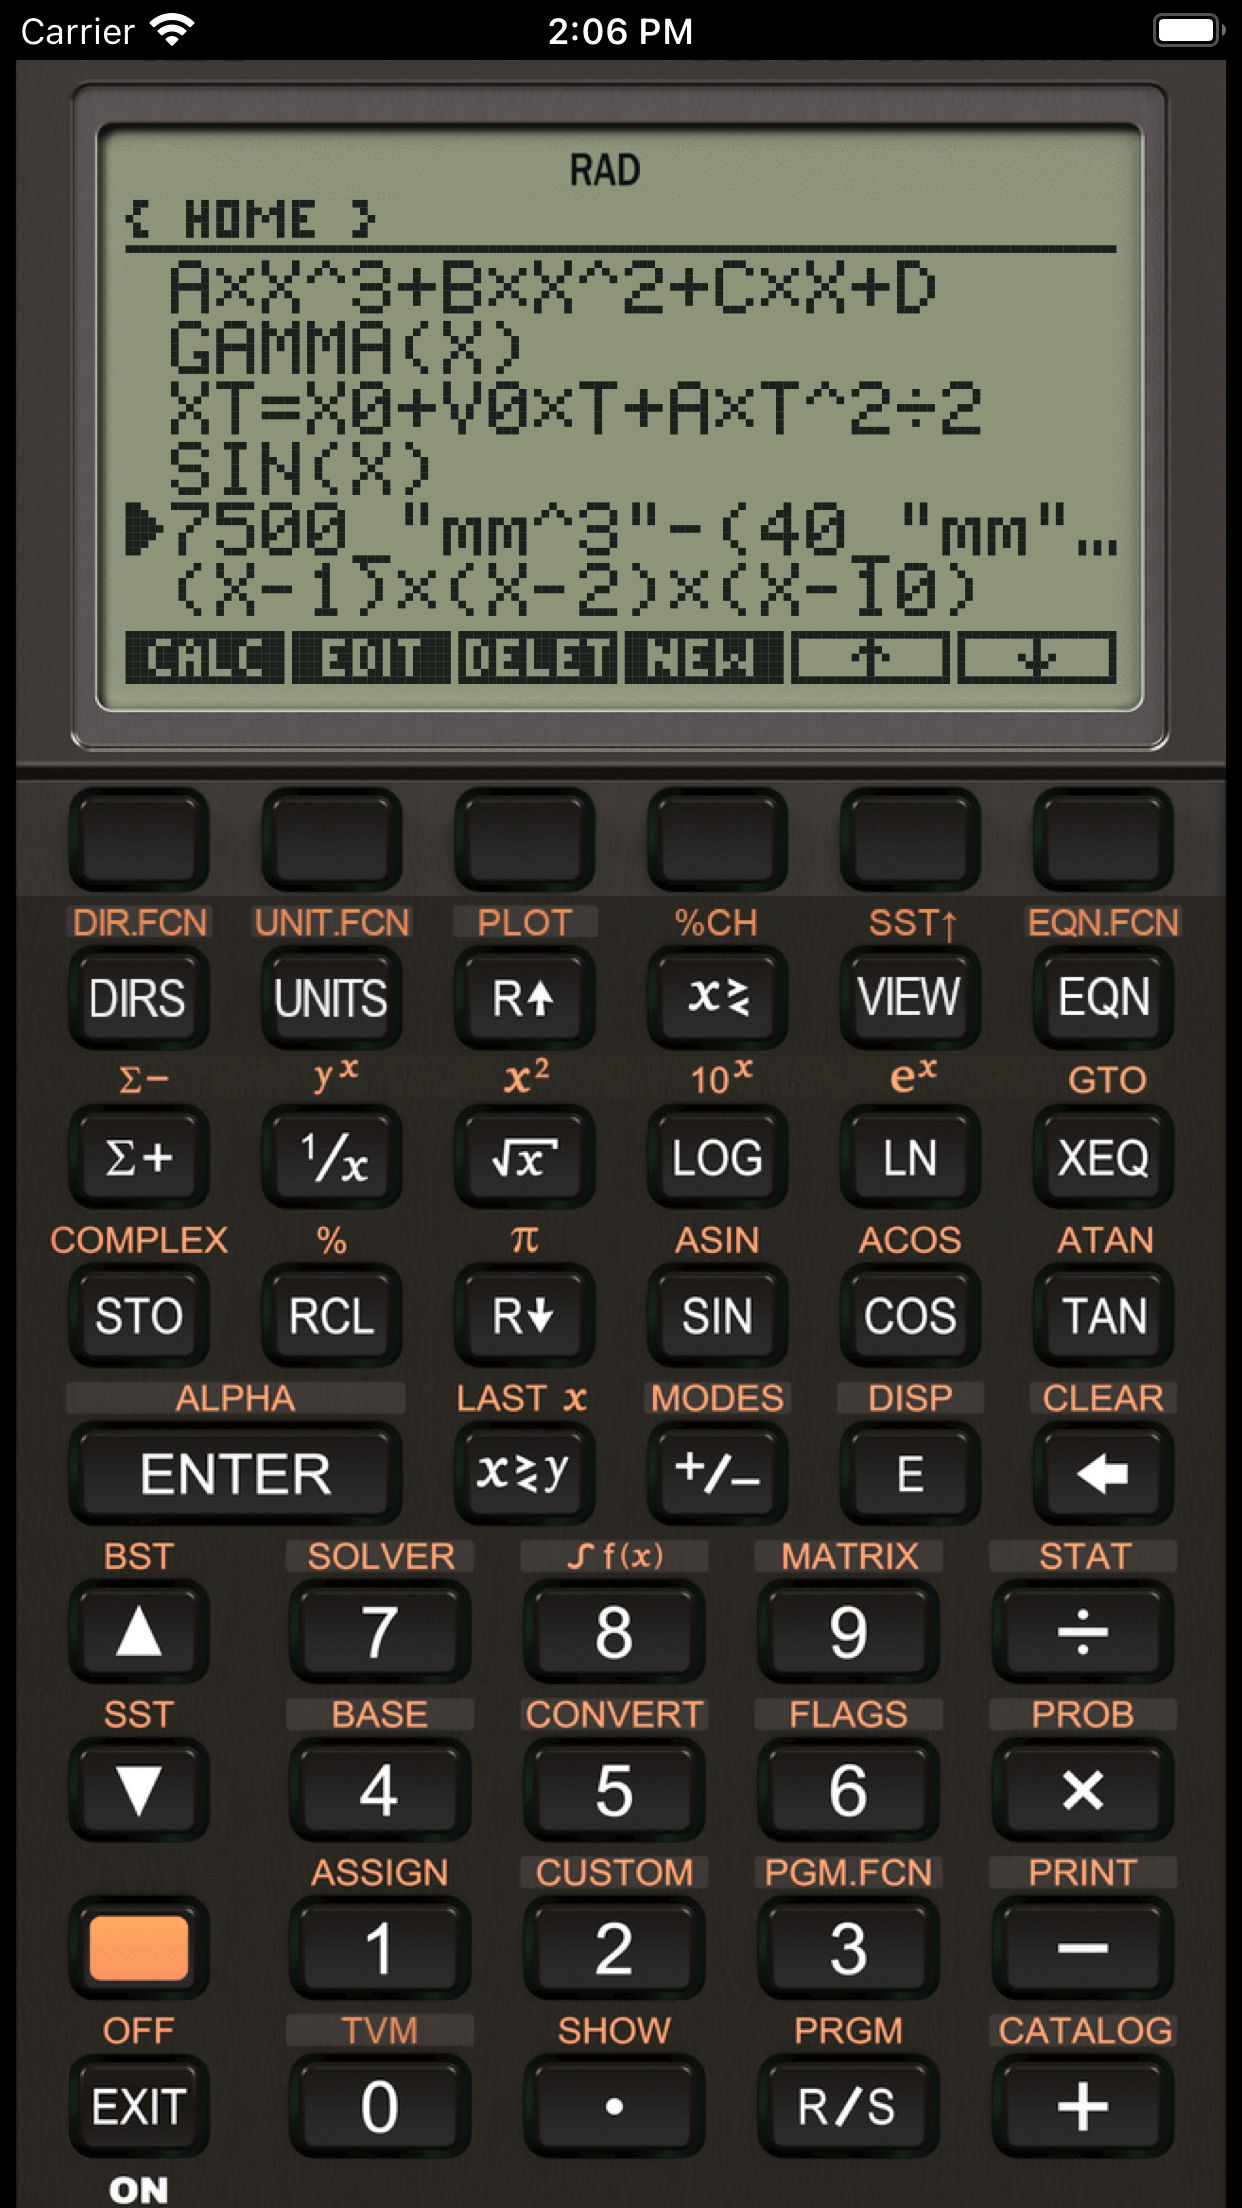 Carrier 2:06 PM
RAD
{ HOME }
A×X^3+B×X^2+C×X+D
GAMMA(X)
XT=X0+V0×T+A×T^2÷2
SIN(X)
▶7500_"mm^3"-(40_"mm"…
(X-1)×(X-2)×(X-10)
CALC EDIT DELET NEW ↑ ↓
DIR.FCN UNIT.FCN PLOT %CH SST↑ EQN.FCN
DIRS UNITS R⬆ x≷ VIEW EQN
Σ− y^x x² 10^x e^x GTO
Σ+ 1/x √x LOG LN XEQ
COMPLEX % π ASIN ACOS ATAN
STO RCL R⬇ SIN COS TAN
ALPHA LAST x MODES DISP CLEAR
ENTER x≷y +/− E ⬅
BST SOLVER ∫f(x) MATRIX STAT
▲ 7 8 9 ÷
SST BASE CONVERT FLAGS PROB
▼ 4 5 6 ×
ASSIGN CUSTOM PGM.FCN PRINT
1 2 3 −
OFF TVM SHOW PRGM CATALOG
EXIT 0 · R/S +
ON